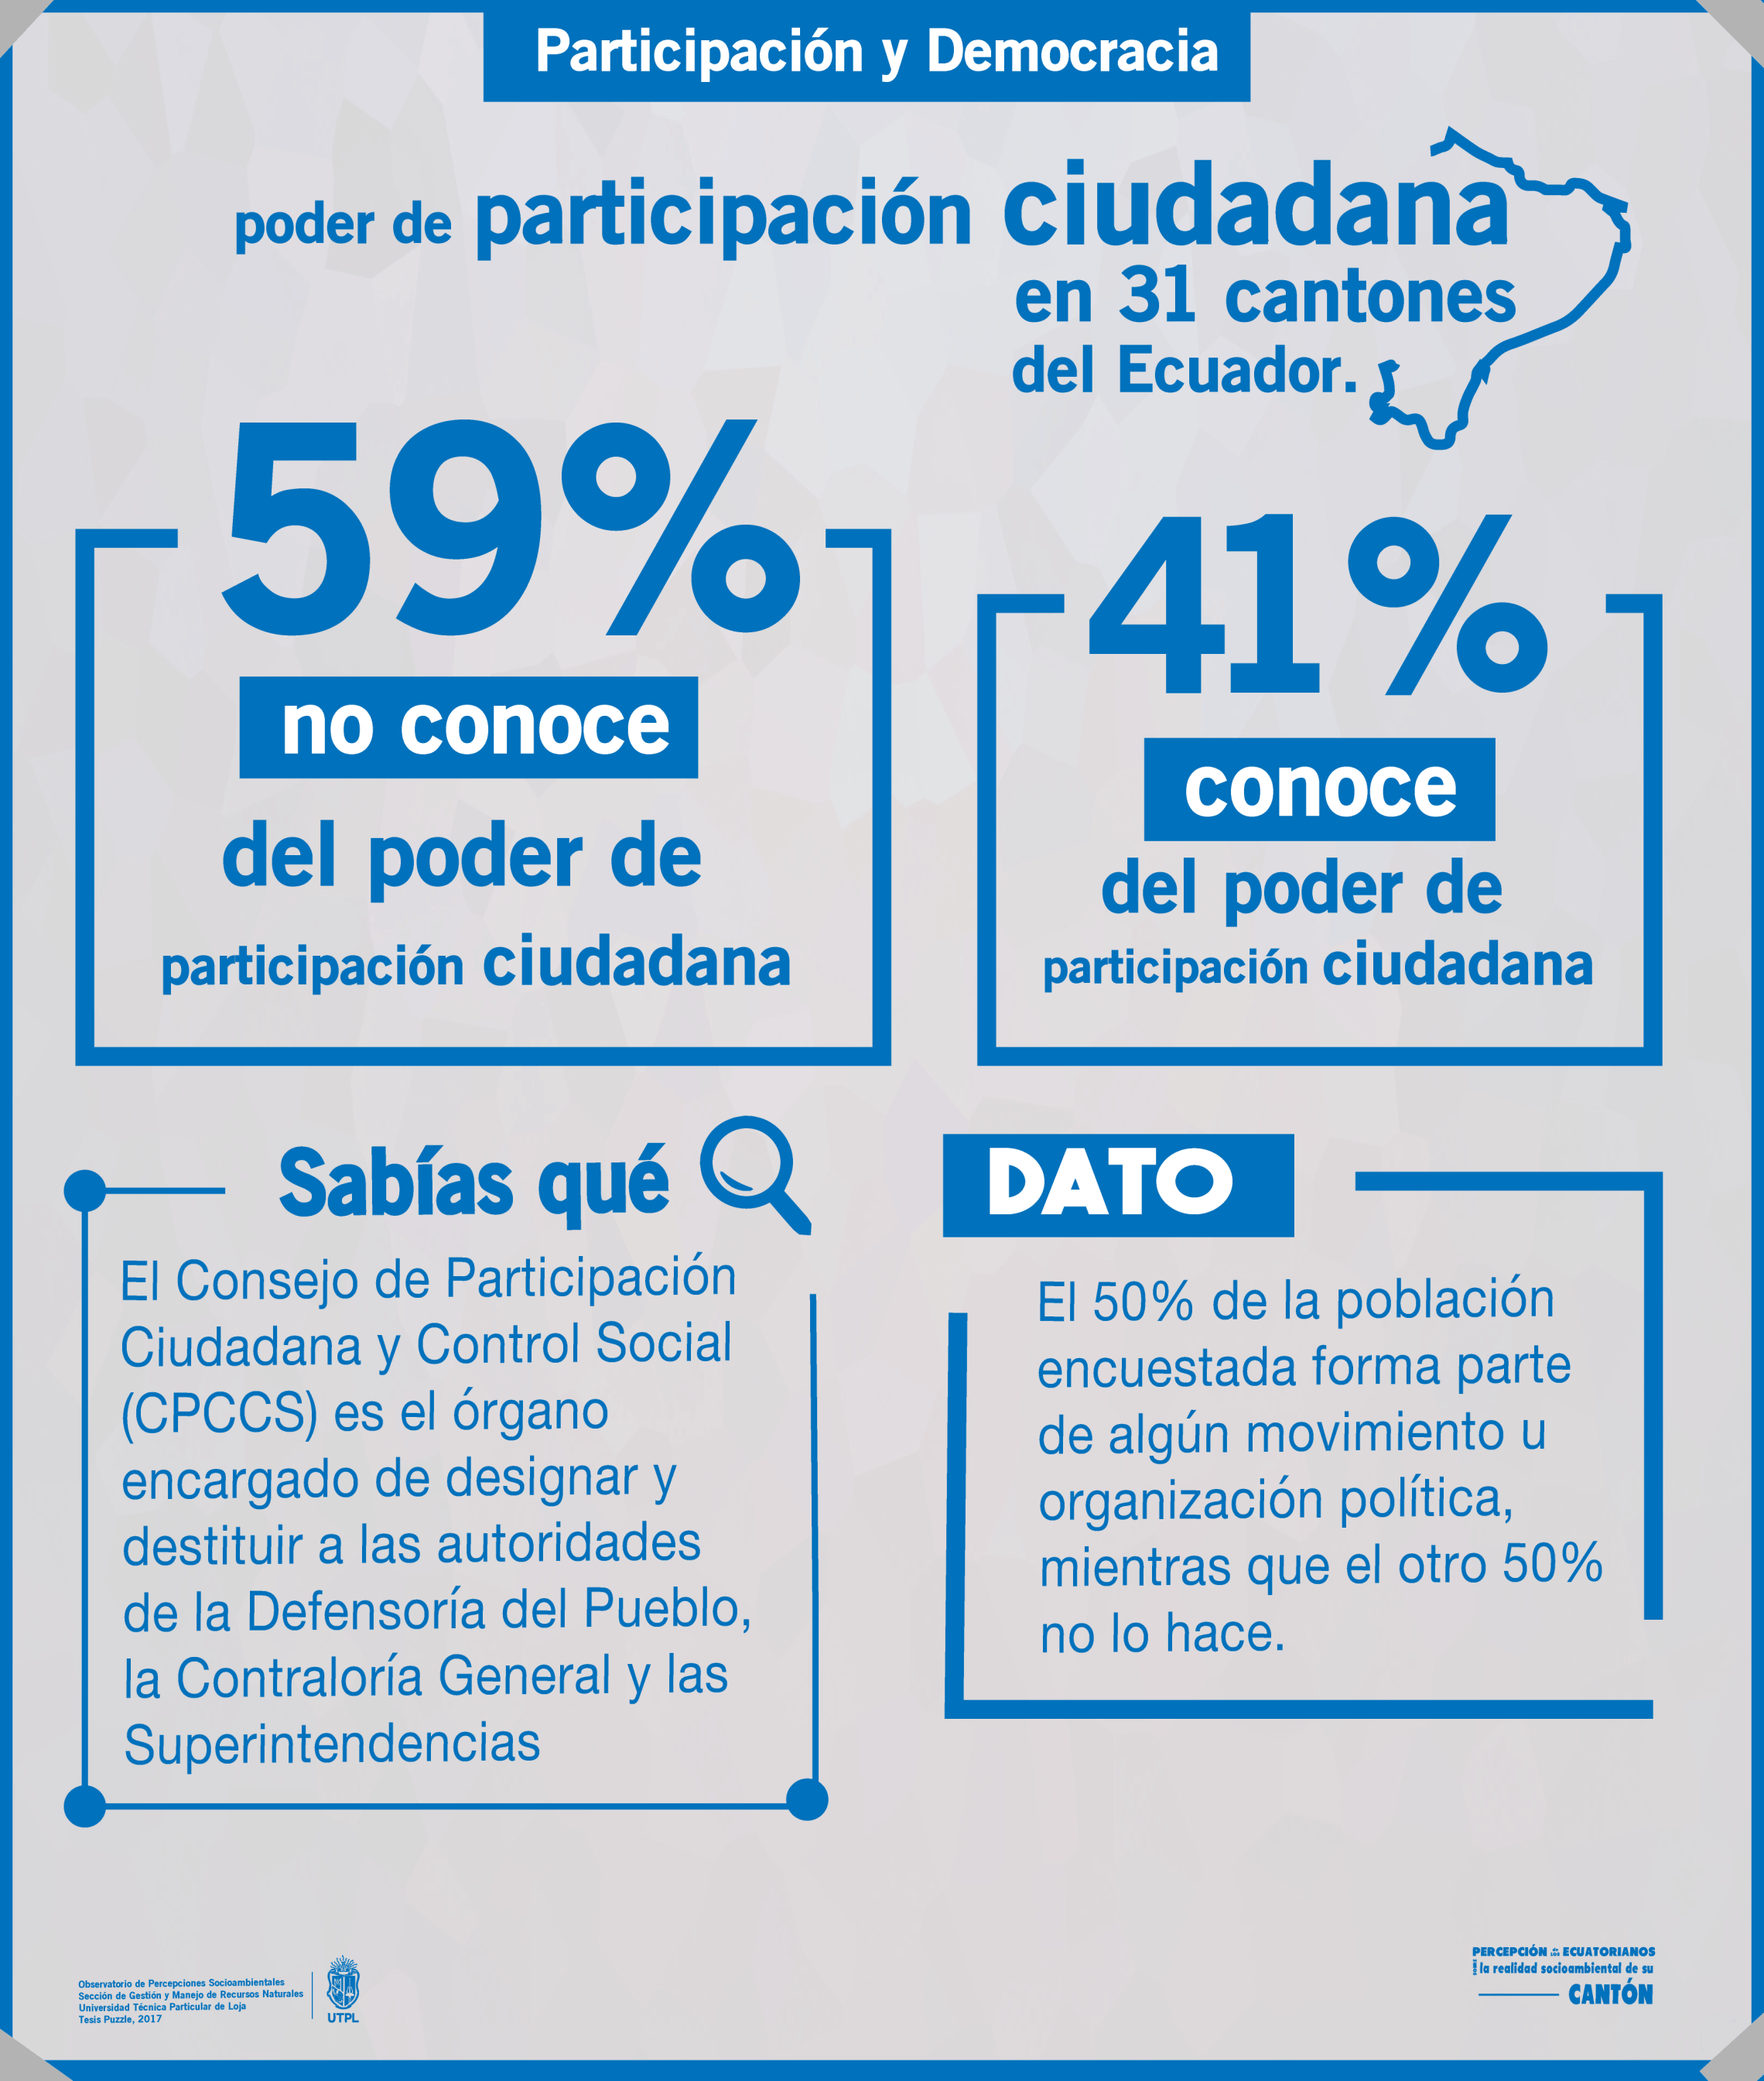 Participación y Democracia
poder de participación ciudadana
en 31 cantones
del Ecuador.
59%
no conoce
del poder de
participación ciudadana
41%
conoce
del poder de
participación ciudadana
Sabías qué
El Consejo de Participación
Ciudadana y Control Social
(CPCCS) es el órgano
encargado de designar y
destituir a las autoridades
de la Defensoría del Pueblo,
la Contraloría General y las
Superintendencias
DATO
El 50% de la población
encuestada forma parte
de algún movimiento u
organización política,
mientras que el otro 50%
no lo hace.
Observatorio de Percepciones Socioambientales
Sección de Gestión y Manejo de Recursos Naturales
Universidad Técnica Particular de Loja
Tesis Puzzle, 2017
UTPL
PERCEPCIÓN de los ECUATORIANOS
sobre la realidad socioambiental de su
CANTÓN